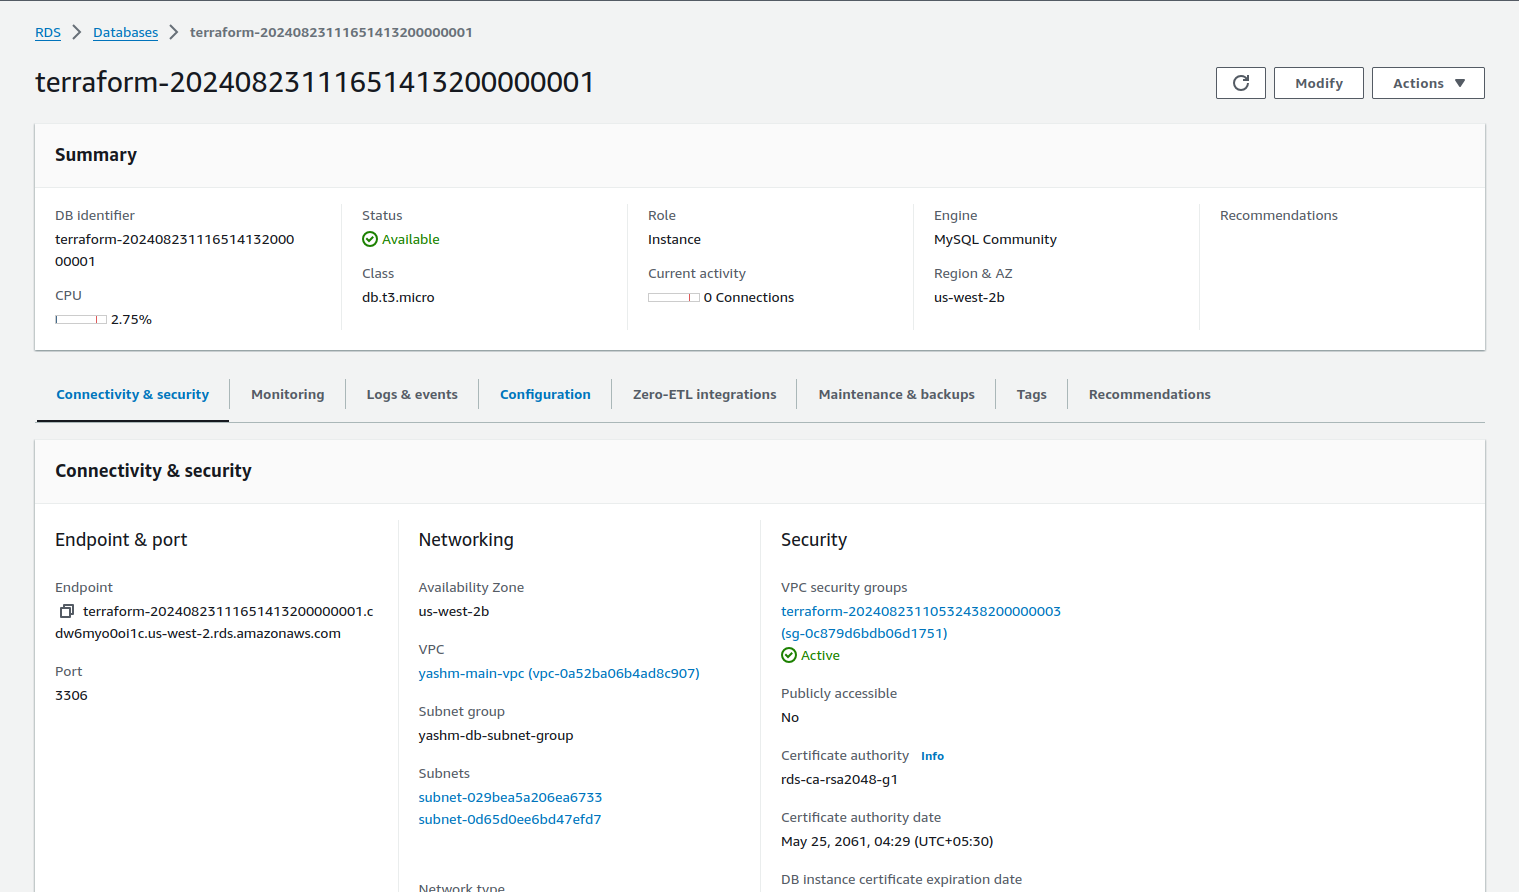 RDS > Databases > terraform-20240823111651413200000001
terraform-20240823111651413200000001
Modify
Actions
Summary
DB identifier
terraform-202408231116514132000
00001
CPU
2.75%
Status
Available
Class
db.t3.micro
Role
Instance
Current activity
0 Connections
Engine
MySQL Community
Region & AZ
us-west-2b
Recommendations
Connectivity & security
Monitoring
Logs & events
Configuration
Zero-ETL integrations
Maintenance & backups
Tags
Recommendations
Connectivity & security
Endpoint & port
Endpoint
terraform-20240823111651413200000001.c
dw6myo0oi1c.us-west-2.rds.amazonaws.com
Port
3306
Networking
Availability Zone
us-west-2b
VPC
yashm-main-vpc (vpc-0a52ba06b4ad8c907)
Subnet group
yashm-db-subnet-group
Subnets
subnet-029bea5a206ea6733
subnet-0d65d0ee6bd47efd7
Network type
Security
VPC security groups
terraform-20240823110532438200000003
(sg-0c879d6bdb06d1751)
Active
Publicly accessible
No
Certificate authority Info
rds-ca-rsa2048-g1
Certificate authority date
May 25, 2061, 04:29 (UTC+05:30)
DB instance certificate expiration date